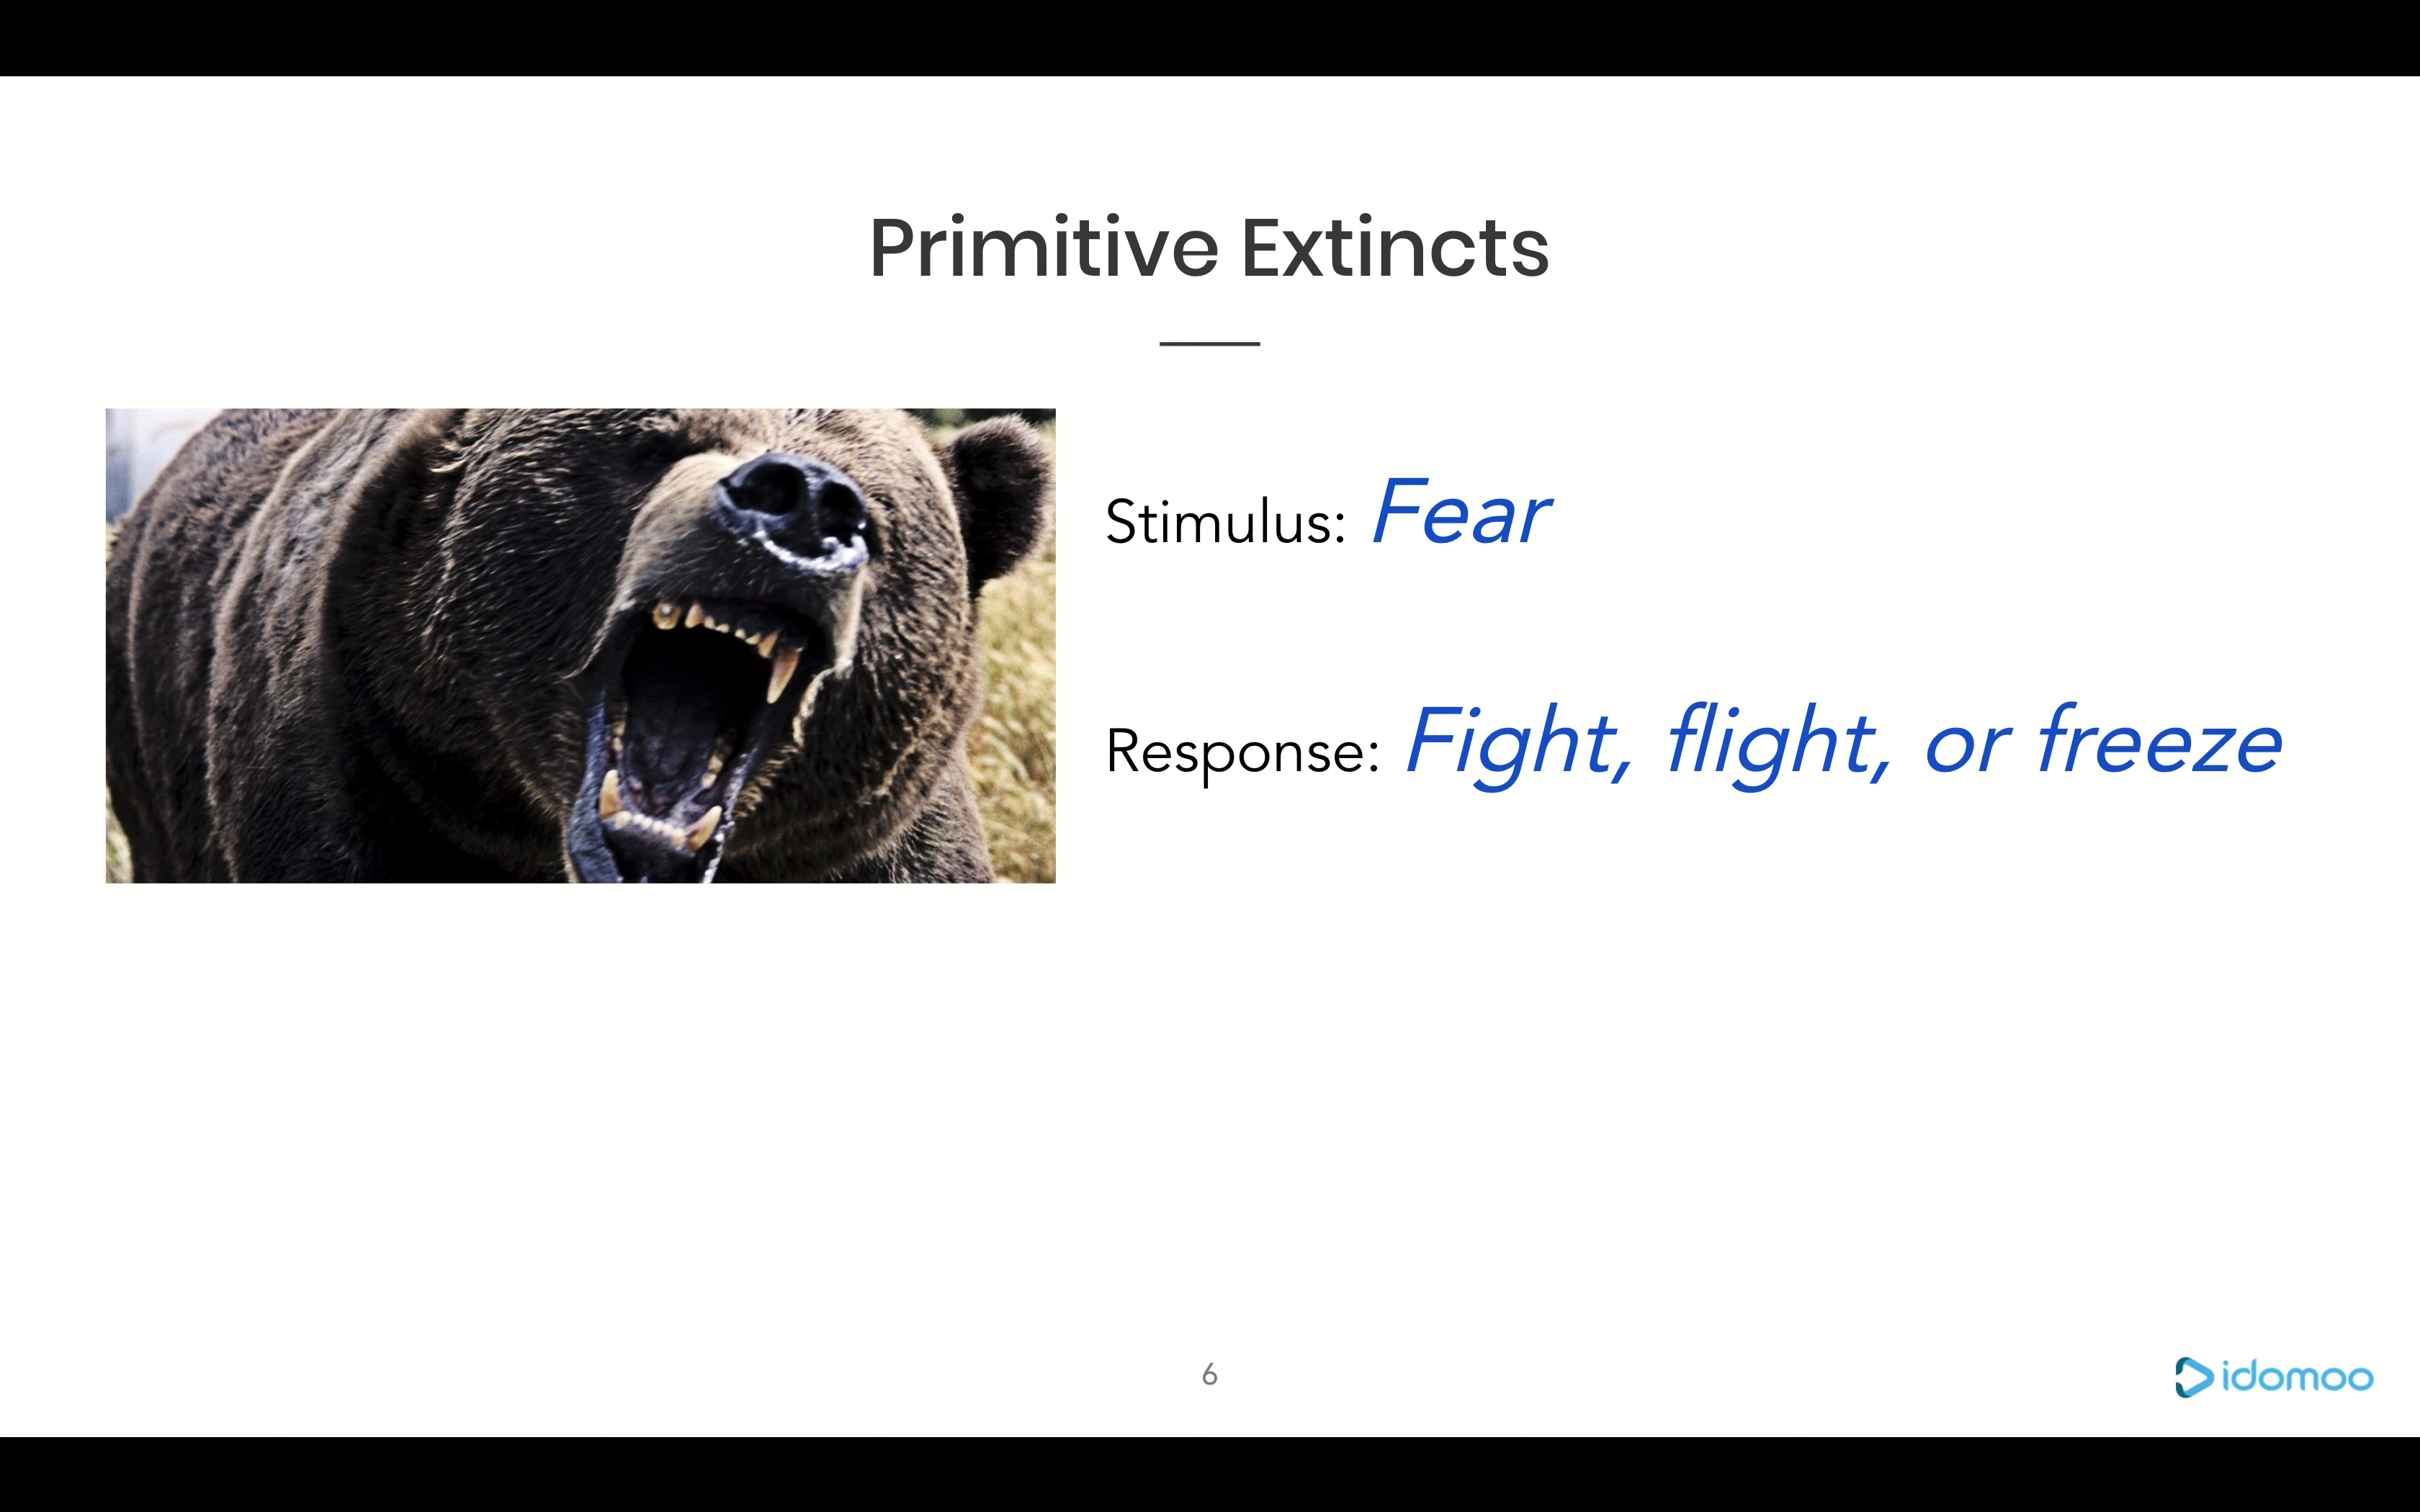 Primitive Extincts
Stimulus: Fear
Response: Fight, flight, or freeze
6
idomoo